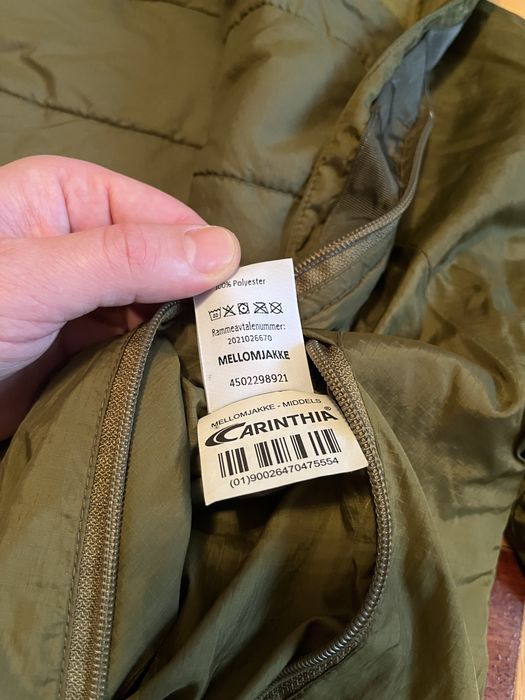 100% Polyester
Rammeavtalenummer:
2021026670
MELLOMJAKKE
4502298921
MELLOMJAKKE - MIDDELS
CARINTHIA®
(01)90026470475554